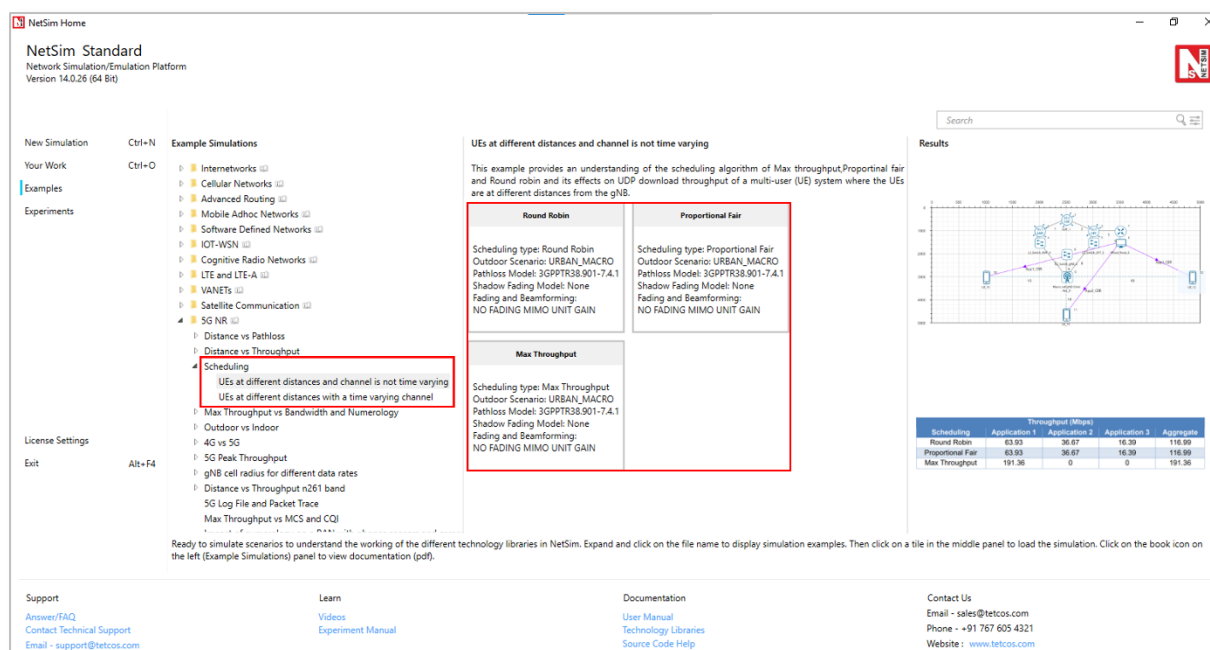 NetSim Home
NetSim Standard
Network Simulation/Emulation Platform
Version 14.0.26 (64 Bit)
NETSIM
Search
New Simulation Ctrl+N
Your Work Ctrl+O
Examples
Experiments
License Settings
Exit Alt+F4
Example Simulations
Internetworks
Cellular Networks
Advanced Routing
Mobile Adhoc Networks
Software Defined Networks
IOT-WSN
Cognitive Radio Networks
LTE and LTE-A
VANETs
Satellite Communication
5G NR
Distance vs Pathloss
Distance vs Throughput
Scheduling
UEs at different distances and channel is not time varying
UEs at different distances with a time varying channel
Max Throughput vs Bandwidth and Numerology
Outdoor vs Indoor
4G vs 5G
5G Peak Throughput
gNB cell radius for different data rates
Distance vs Throughput n261 band
5G Log File and Packet Trace
Max Throughput vs MCS and CQI
UEs at different distances and channel is not time varying
This example provides an understanding of the scheduling algorithm of Max throughput,Proportinal fair
and Round robin and its effects on UDP download throughput of a multi-user (UE) system where the UEs
are at different distances from the gNB.
Round Robin
Scheduling type: Round Robin
Outdoor Scenario: URBAN_MACRO
Pathloss Model: 3GPPTR38.901-7.4.1
Shadow Fading Model: None
Fading and Beamforming:
NO FADING MIMO UNIT GAIN
Proportional Fair
Scheduling type: Proportional Fair
Outdoor Scenario: URBAN_MACRO
Pathloss Model: 3GPPTR38.901-7.4.1
Shadow Fading Model: None
Fading and Beamforming:
NO FADING MIMO UNIT GAIN
Max Throughput
Scheduling type: Max Throughput
Outdoor Scenario: URBAN_MACRO
Pathloss Model: 3GPPTR38.901-7.4.1
Shadow Fading Model: None
Fading and Beamforming:
NO FADING MIMO UNIT GAIN
Results
Throughput (Mbps)
Scheduling Application 1 Application 2 Application 3 Aggregate
Round Robin 63.93 36.67 16.39 116.99
Proportional Fair 63.93 36.67 16.39 116.99
Max Throughput 191.36 0 0 191.36
Ready to simulate scenarios to understand the working of the different technology libraries in NetSim. Expand and click on the file name to display simulation examples. Then click on a tile in the middle panel to load the simulation. Click on the book icon on
the left (Example Simulations) panel to view documentation (pdf).
Support
Answer/FAQ
Contact Technical Support
Email - support@tetcos.com
Learn
Videos
Experiment Manual
Documentation
User Manual
Technology Libraries
Source Code Help
Contact Us
Email - sales@tetcos.com
Phone - +91 767 605 4321
Website : www.tetcos.com